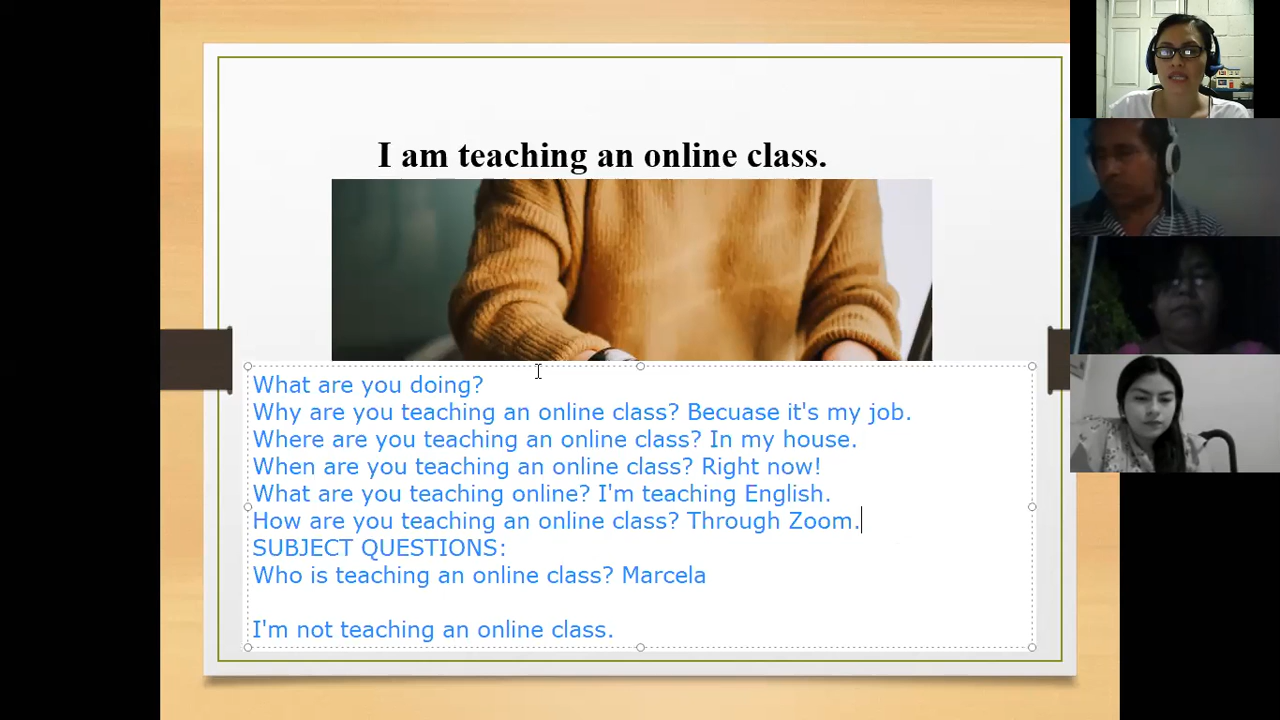 I am teaching an online class.
What are you doing?
Why are you teaching an online class? Becuase it's my job.
Where are you teaching an online class? In my house.
When are you teaching an online class? Right now!
What are you teaching online? I'm teaching English.
How are you teaching an online class? Through Zoom.
SUBJECT QUESTIONS:
Who is teaching an online class? Marcela
I'm not teaching an online class.